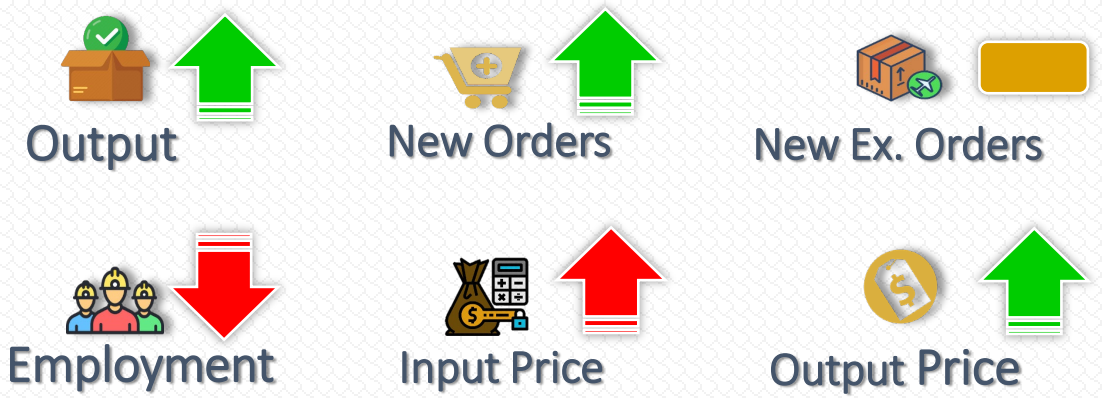 Output
New Orders
New Ex. Orders
Employment
Input Price
Output Price